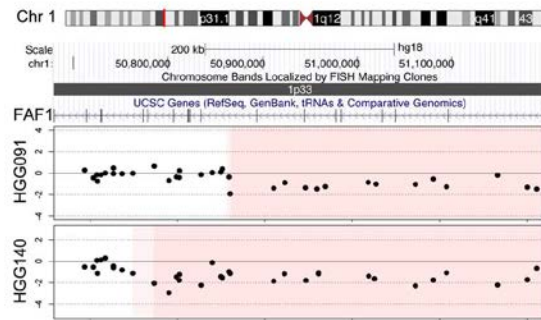 Chr 1 p31.1 1q12 q41 43
Scale 200 kb hg18
chr1: 50,800,000 50,900,000 51,000,000 51,100,000
Chromosome Bands Localized by FISH Mapping Clones
1p33
UCSC Genes (RefSeq, GenBank, tRNAs & Comparative Genomics)
FAF1
HGG091
4
2
0
-2
-4
HGG140
2
0
-2
-4